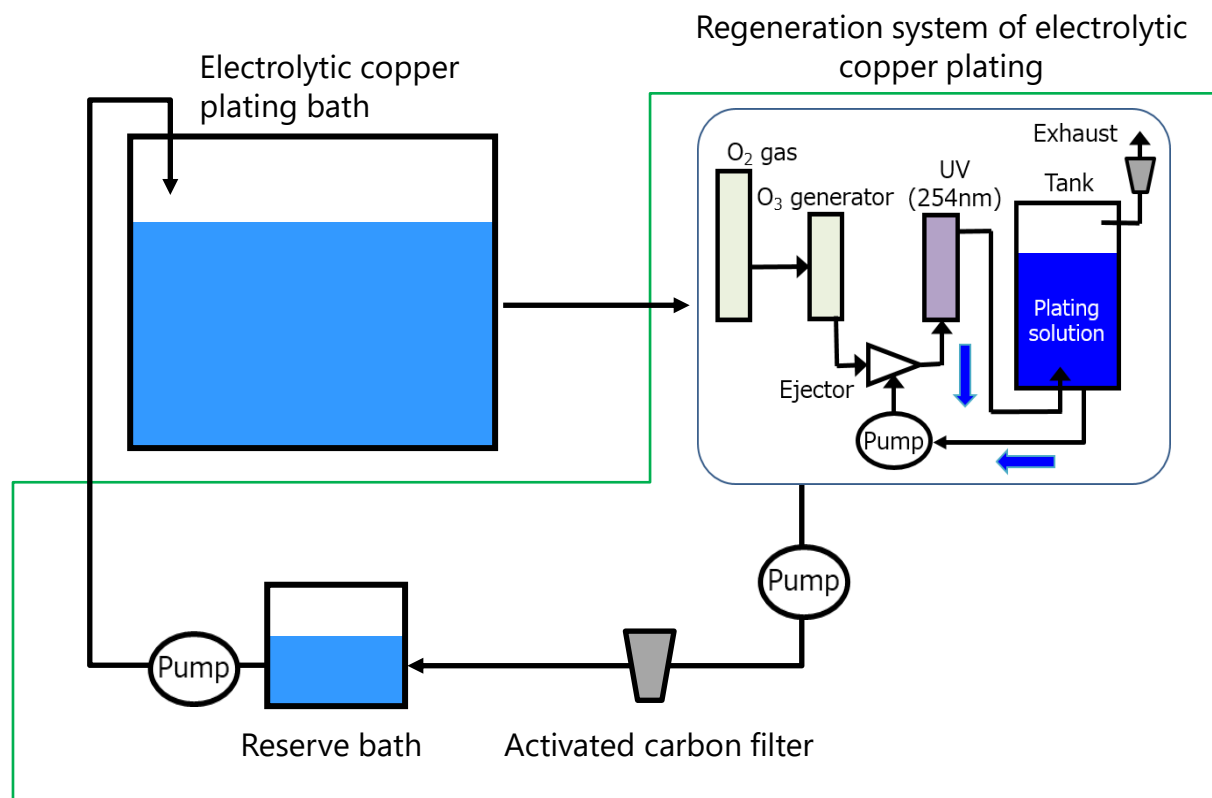 Regeneration system of electrolytic
copper plating
Electrolytic copper
plating bath
O₂ gas
O₃ generator
UV
(254nm)
Tank
Exhaust
Plating
solution
Ejector
Pump
Pump
Pump
Reserve bath
Activated carbon filter